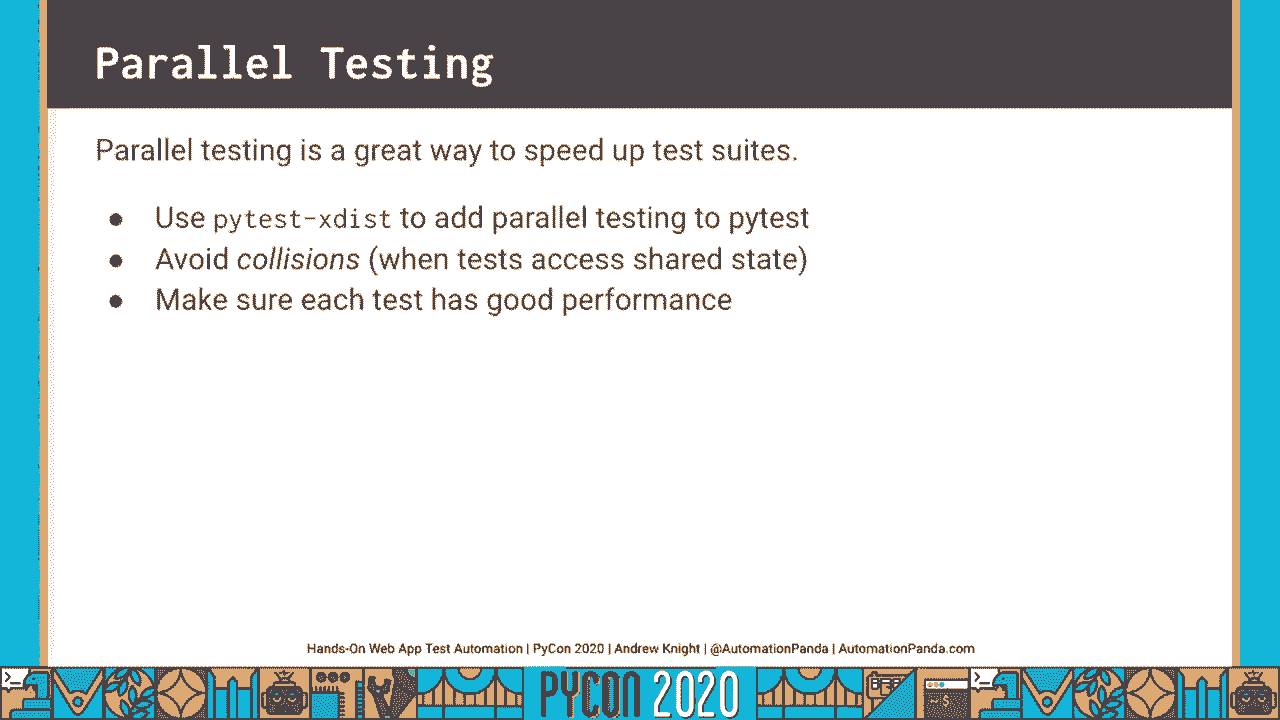 Parallel Testing
Parallel testing is a great way to speed up test suites.
● Use pytest-xdist to add parallel testing to pytest
● Avoid collisions (when tests access shared state)
● Make sure each test has good performance
Hands-On Web App Test Automation | PyCon 2020 | Andrew Knight | @AutomationPanda | AutomationPanda.com
PYCON 2020